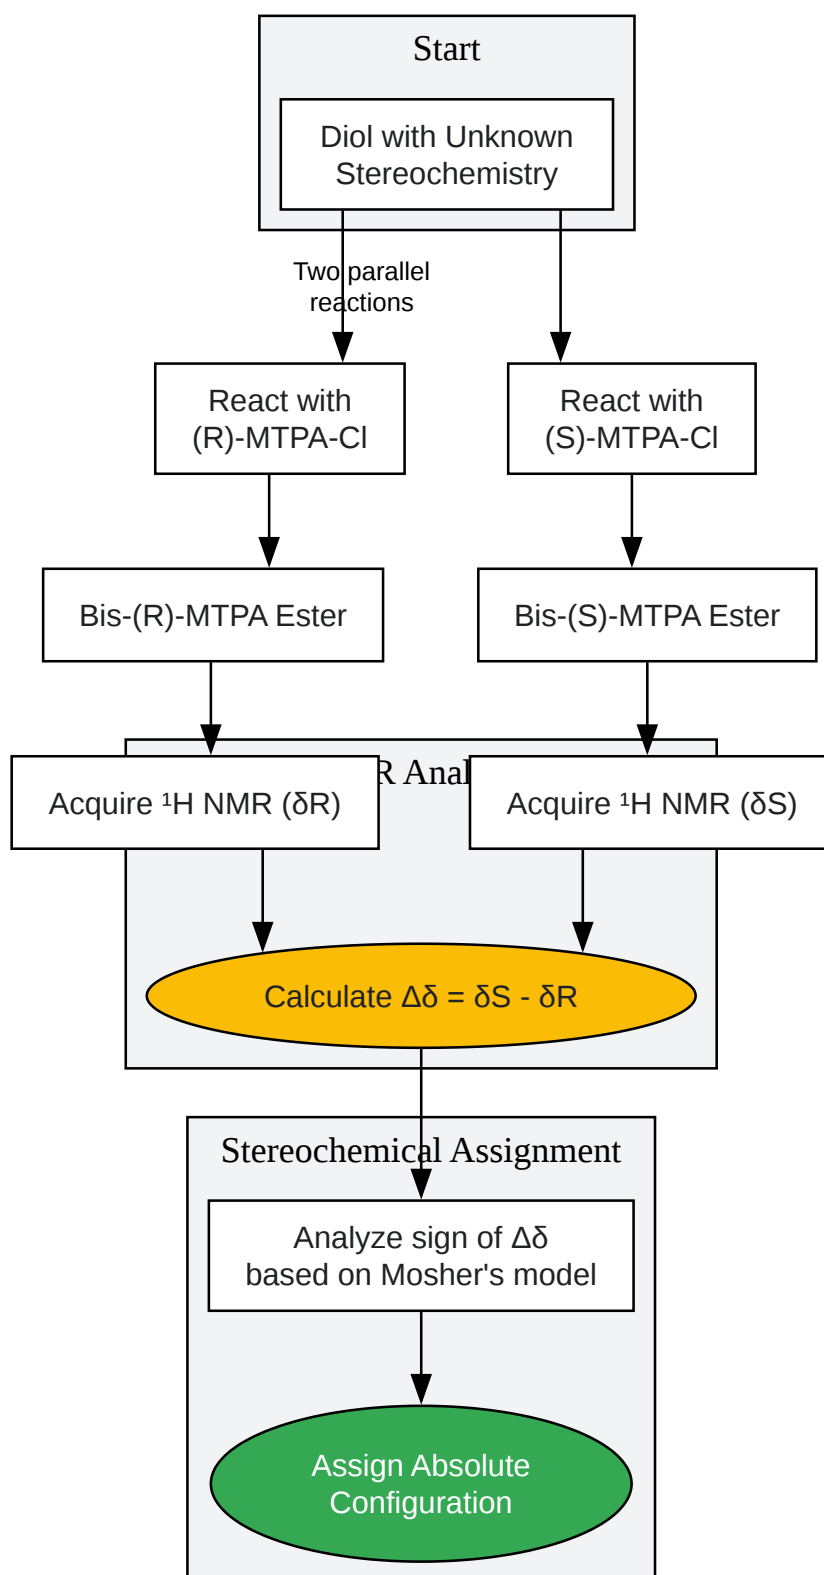 Start
Diol with Unknown
Stereochemistry
Two parallel
reactions
React with
(R)-MTPA-Cl
React with
(S)-MTPA-Cl
Bis-(R)-MTPA Ester
Bis-(S)-MTPA Ester
R Anal
Acquire ¹H NMR (δR)
Acquire ¹H NMR (δS)
Calculate Δδ = δS - δR
Stereochemical Assignment
Analyze sign of Δδ
based on Mosher's model
Assign Absolute
Configuration